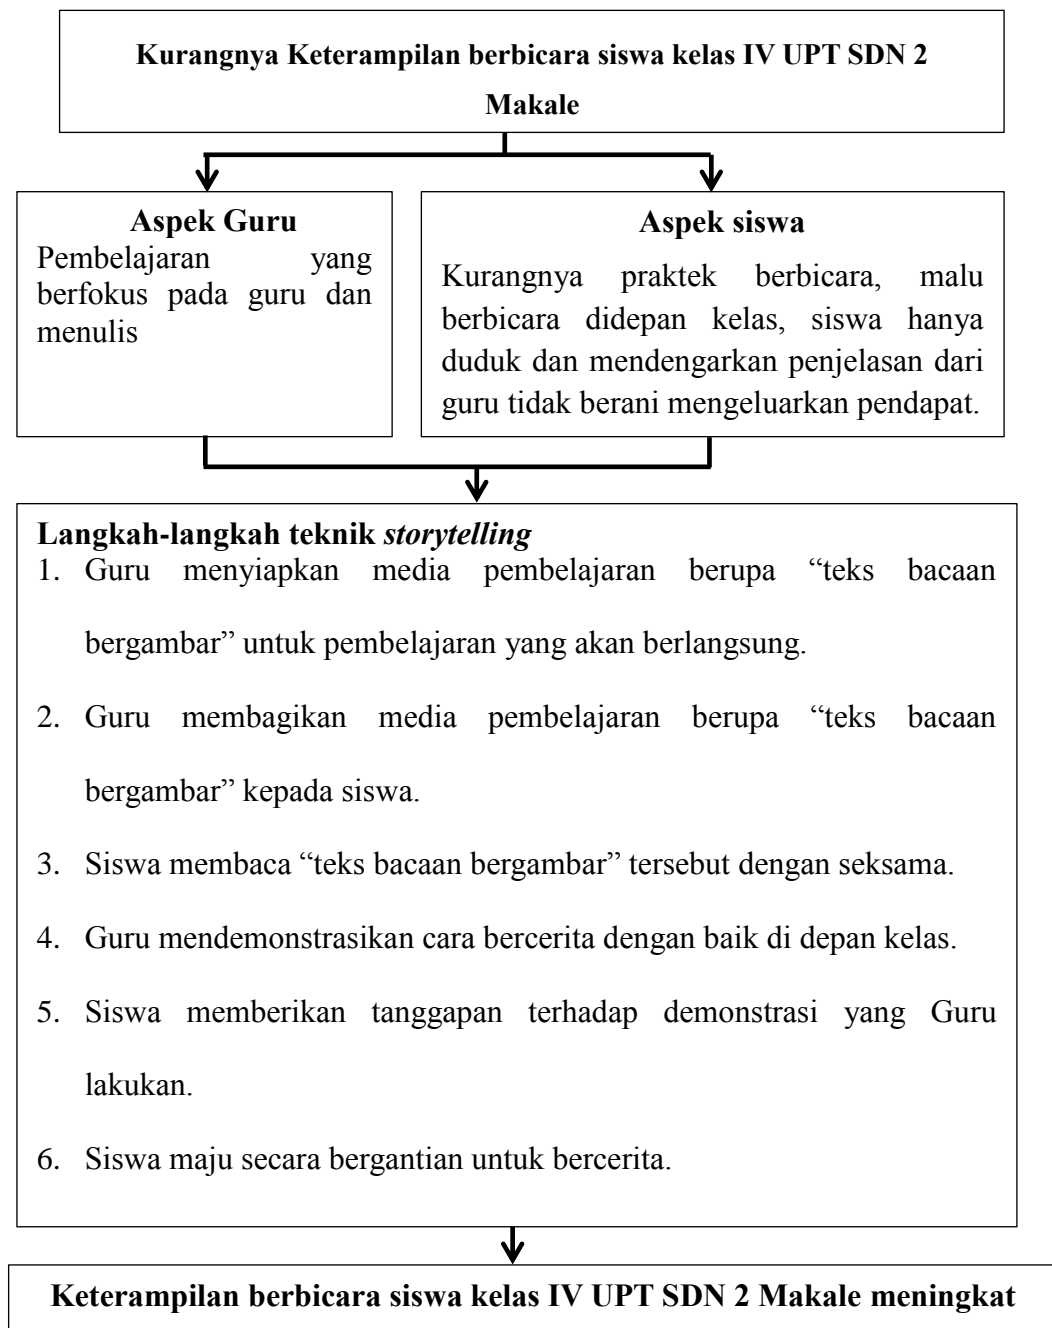 Kurangnya Keterampilan berbicara siswa kelas IV UPT SDN 2
Makale
Aspek Guru
Pembelajaran yang
berfokus pada guru dan
menulis
Aspek siswa
Kurangnya praktek berbicara, malu
berbicara didepan kelas, siswa hanya
duduk dan mendengarkan penjelasan dari
guru tidak berani mengeluarkan pendapat.
Langkah-langkah teknik storytelling
1. Guru menyiapkan media pembelajaran berupa “teks bacaan
bergambar” untuk pembelajaran yang akan berlangsung.
2. Guru membagikan media pembelajaran berupa “teks bacaan
bergambar” kepada siswa.
3. Siswa membaca “teks bacaan bergambar” tersebut dengan seksama.
4. Guru mendemonstrasikan cara bercerita dengan baik di depan kelas.
5. Siswa memberikan tanggapan terhadap demonstrasi yang Guru
lakukan.
6. Siswa maju secara bergantian untuk bercerita.
Keterampilan berbicara siswa kelas IV UPT SDN 2 Makale meningkat